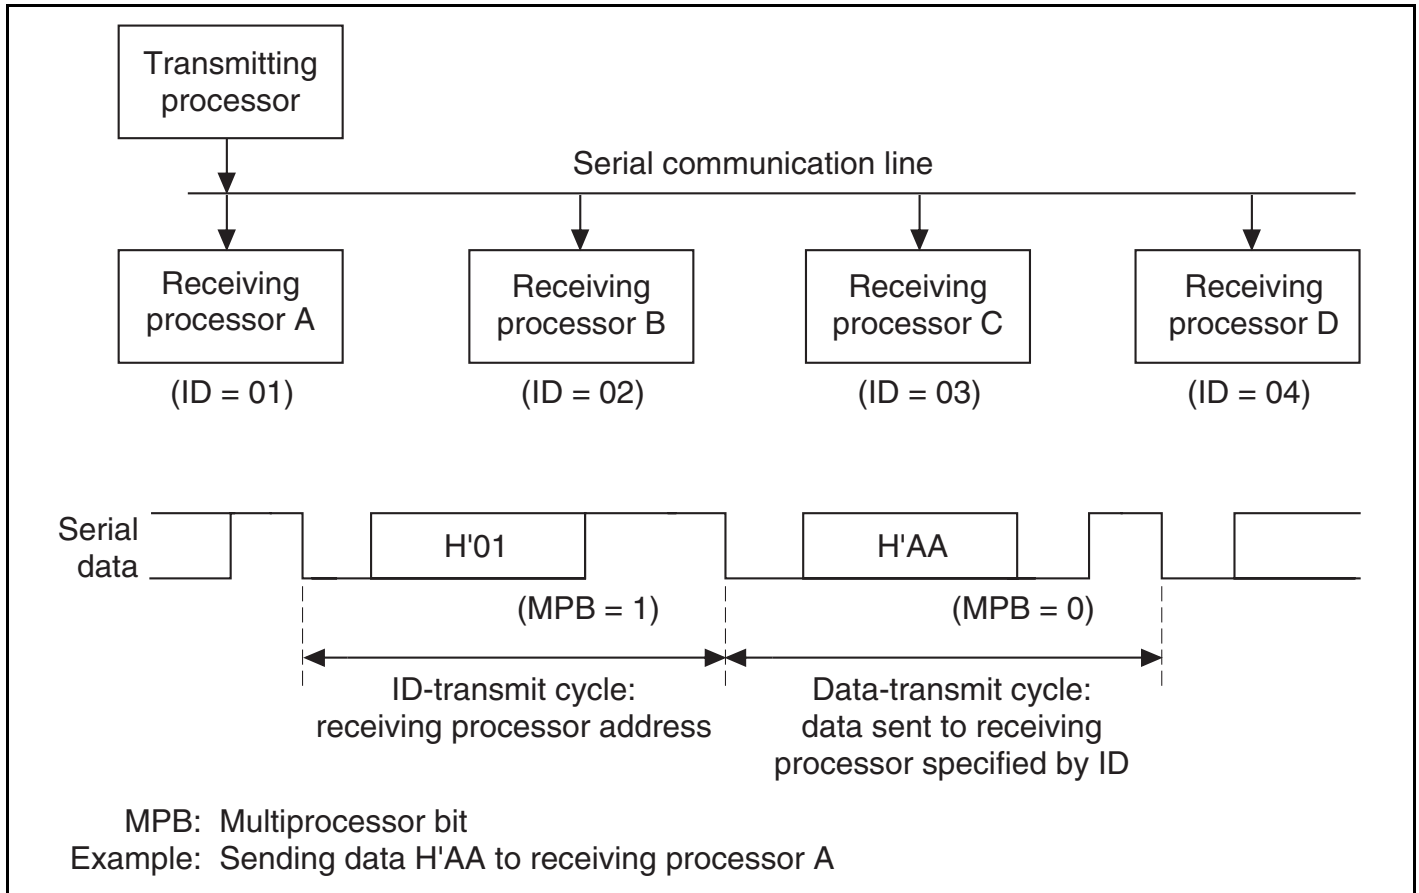 Transmitting
processor
Serial communication line
Receiving
processor A
Receiving
processor B
Receiving
processor C
Receiving
processor D
(ID = 01)
(ID = 02)
(ID = 03)
(ID = 04)
Serial
data
H'01
H'AA
(MPB = 1)
(MPB = 0)
ID-transmit cycle:
receiving processor address
Data-transmit cycle:
data sent to receiving
processor specified by ID
MPB: Multiprocessor bit
Example: Sending data H'AA to receiving processor A